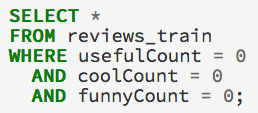 SELECT *
FROM reviews_train
WHERE usefulCount = 0
  AND coolCount = 0
  AND funnyCount = 0;